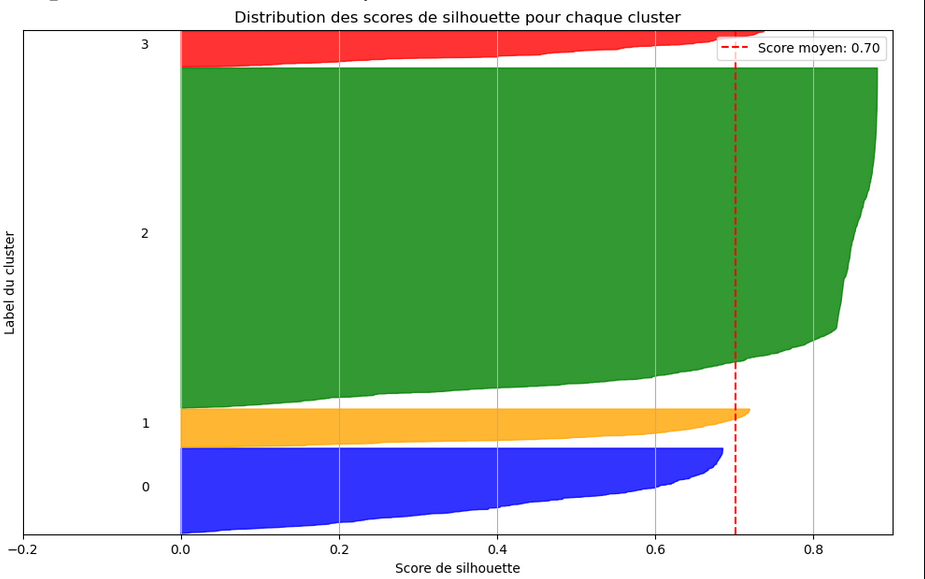 Distribution des scores de silhouette pour chaque cluster
3
Score moyen: 0.70
2
Label du cluster
1
0
−0.2 0.0 0.2 0.4 0.6 0.8
Score de silhouette